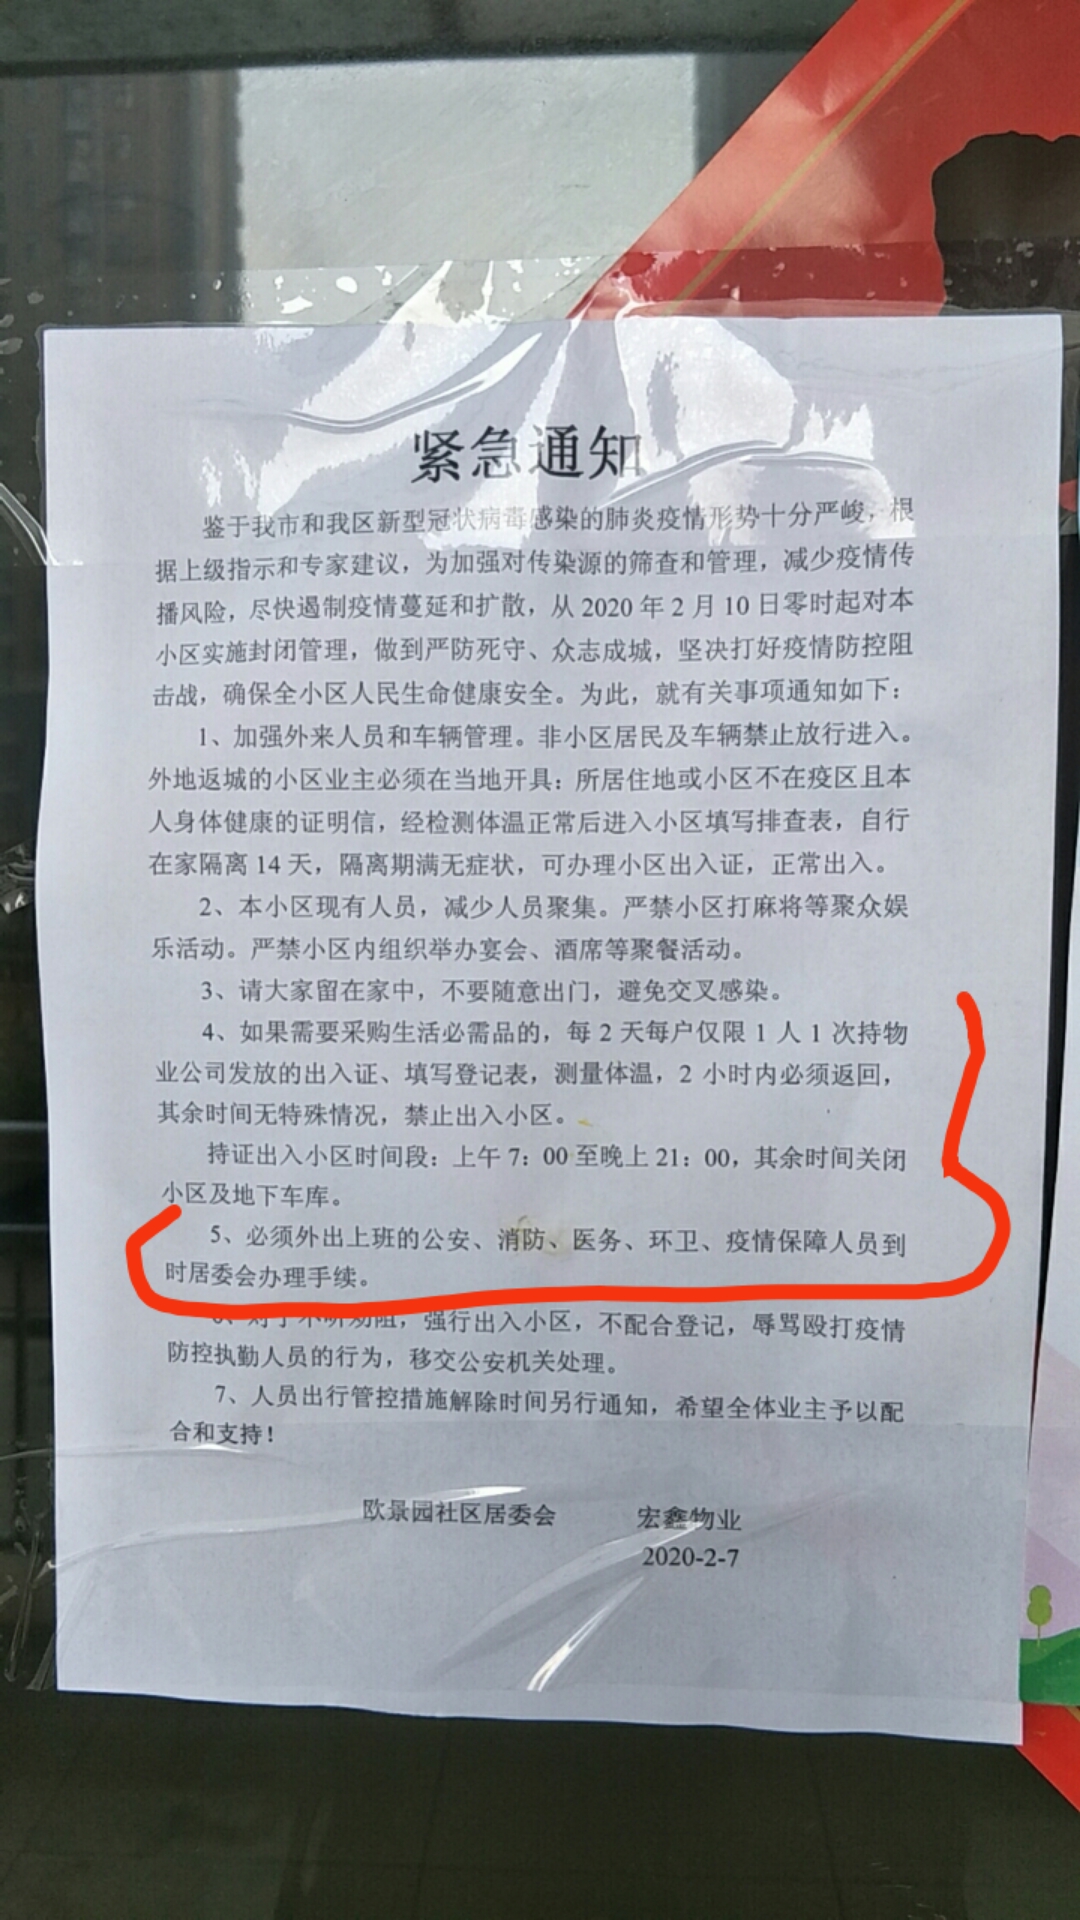 紧急通知
鉴于我市和我区新型冠状病毒感染的肺炎疫情形势十分严峻，根
据上级指示和专家建议，为加强对传染源的筛查和管理，减少疫情传
播风险，尽快遏制疫情蔓延和扩散，从2020年2月10日零时起对本
小区实施封闭管理，做到严防死守、众志成城，坚决打好疫情防控阻
击战，确保全小区人民生命健康安全。为此，就有关事项通知如下：
1、加强外来人员和车辆管理。非小区居民及车辆禁止放行进入。
外地返城的小区业主必须在当地开具：所居住地或小区不在疫区且本
人身体健康的证明信，经检测体温正常后进入小区填写排查表，自行
在家隔离14天，隔离期满无症状，可办理小区出入证，正常出入。
2、本小区现有人员，减少人员聚集。严禁小区打麻将等聚众娱
乐活动。严禁小区内组织举办宴会、酒席等聚餐活动。
3、请大家留在家中，不要随意出门，避免交叉感染。
4、如果需要采购生活必需品的，每2天每户仅限1人1次持物
业公司发放的出入证、填写登记表，测量体温，2小时内必须返回，
其余时间无特殊情况，禁止出入小区。
持证出入小区时间段：上午7：00至晚上21：00，其余时间关闭
小区及地下车库。
5、必须外出上班的公安、消防、医务、环卫、疫情保障人员到
时居委会办理手续。
6、对于不听劝阻，强行出入小区，不配合登记，辱骂殴打疫情
防控执勤人员的行为，移交公安机关处理。
7、人员出行管控措施解除时间另行通知，希望全体业主予以配
合和支持！
欧景园社区居委会 宏鑫物业
2020-2-7